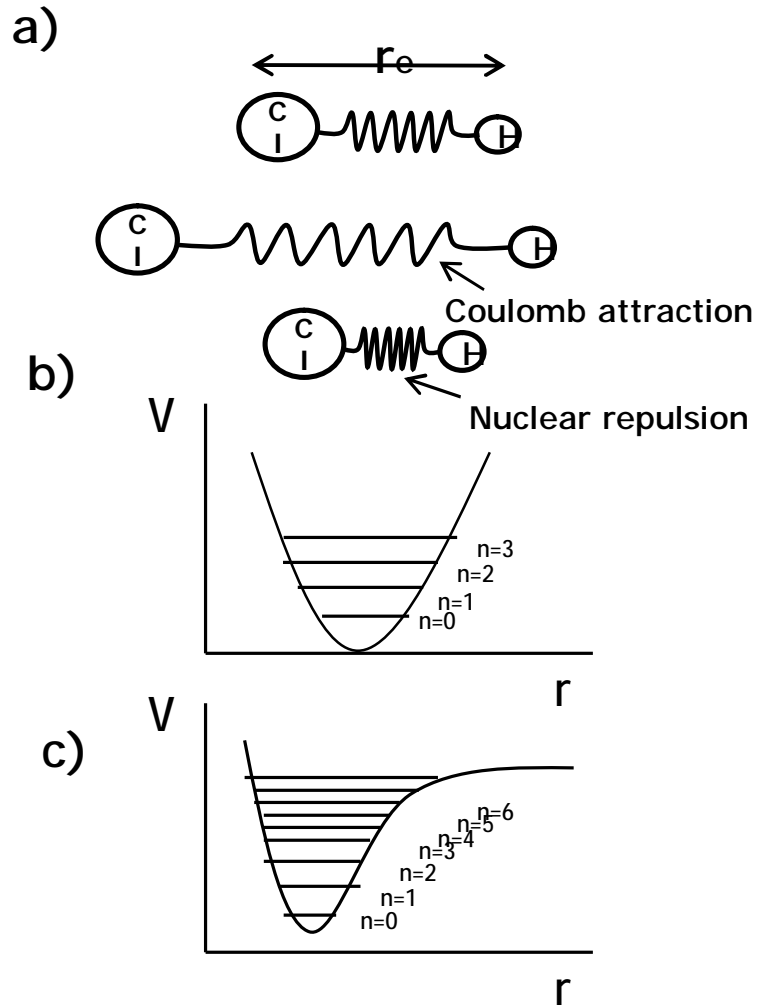 a)
re
C
l
H
C
l
H
Coulomb attraction
C
l
H
Nuclear repulsion
b)
V
n=3
n=2
n=1
n=0
r
c)
V
n=6
n=5
n=4
n=3
n=2
n=1
n=0
r